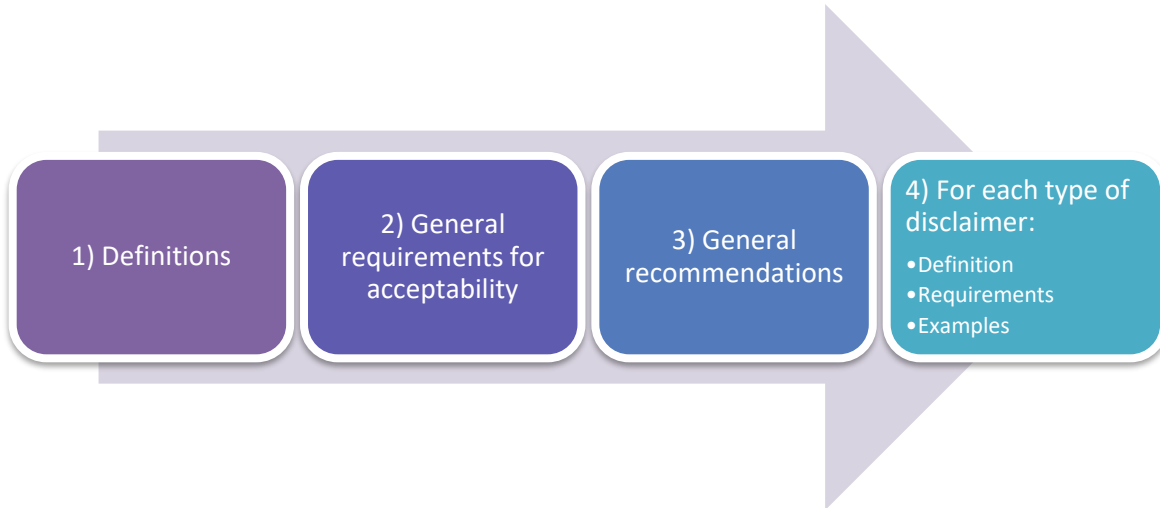 1) Definitions
2) General
requirements for
acceptability
3) General
recommendations
4) For each type of
disclaimer:
•Definition
•Requirements
•Examples